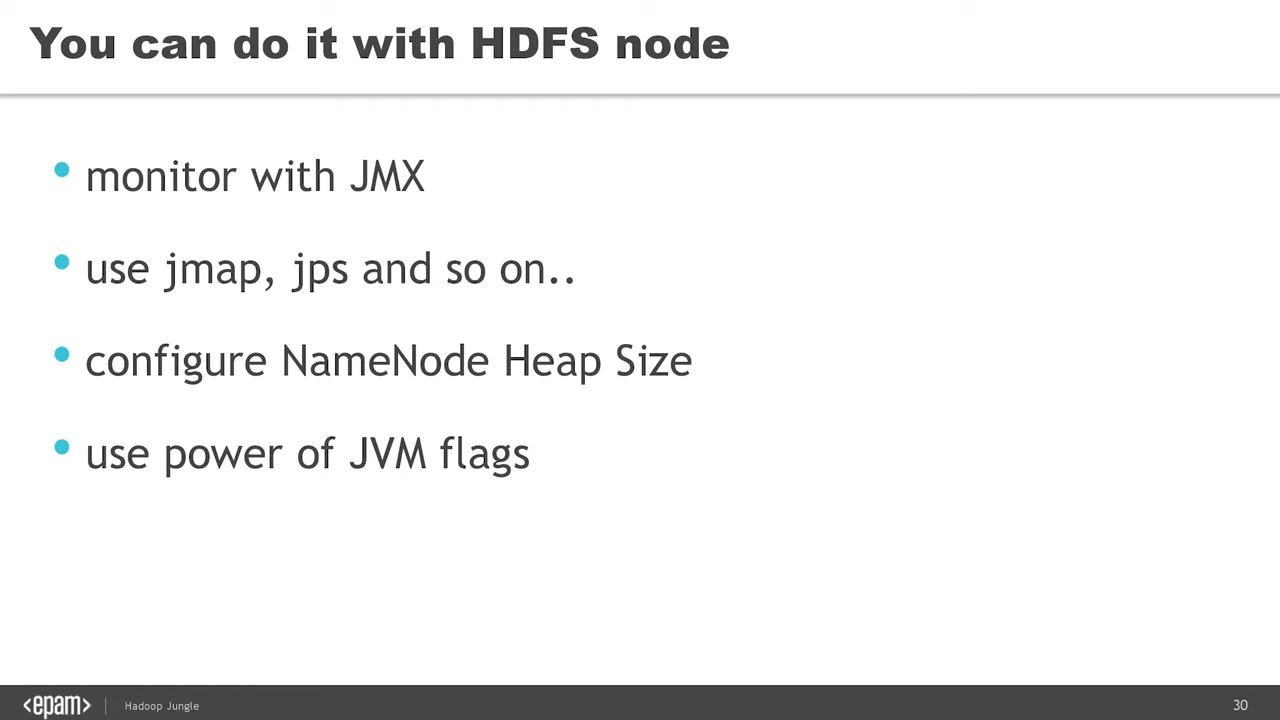 You can do it with HDFS node
• monitor with JMX
• use jmap, jps and so on..
• configure NameNode Heap Size
• use power of JVM flags
<epam> | Hadoop Jungle 30